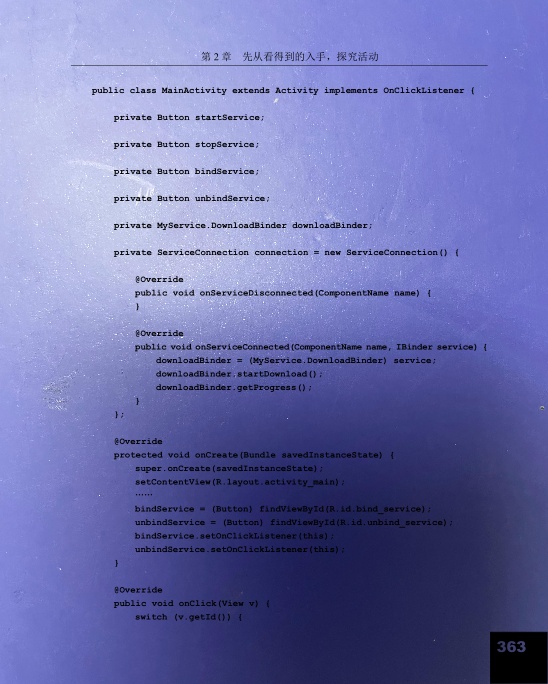 第 2 章 先从看得到的入手，探究活动
public class MainActivity extends Activity implements OnClickListener {
private Button startService;
private Button stopService;
private Button bindService;
private Button unbindService;
private MyService.DownloadBinder downloadBinder;
private ServiceConnection connection = new ServiceConnection() {
@Override
public void onServiceDisconnected(ComponentName name) {
}
@Override
public void onServiceConnected(ComponentName name, IBinder service) {
downloadBinder = (MyService.DownloadBinder) service;
downloadBinder.startDownload();
downloadBinder.getProgress();
}
};
@Override
protected void onCreate(Bundle savedInstanceState) {
super.onCreate(savedInstanceState);
setContentView(R.layout.activity_main);
……
bindService = (Button) findViewById(R.id.bind_service);
unbindService = (Button) findViewById(R.id.unbind_service);
bindService.setOnClickListener(this);
unbindService.setOnClickListener(this);
}
@Override
public void onClick(View v) {
switch (v.getId()) {
363